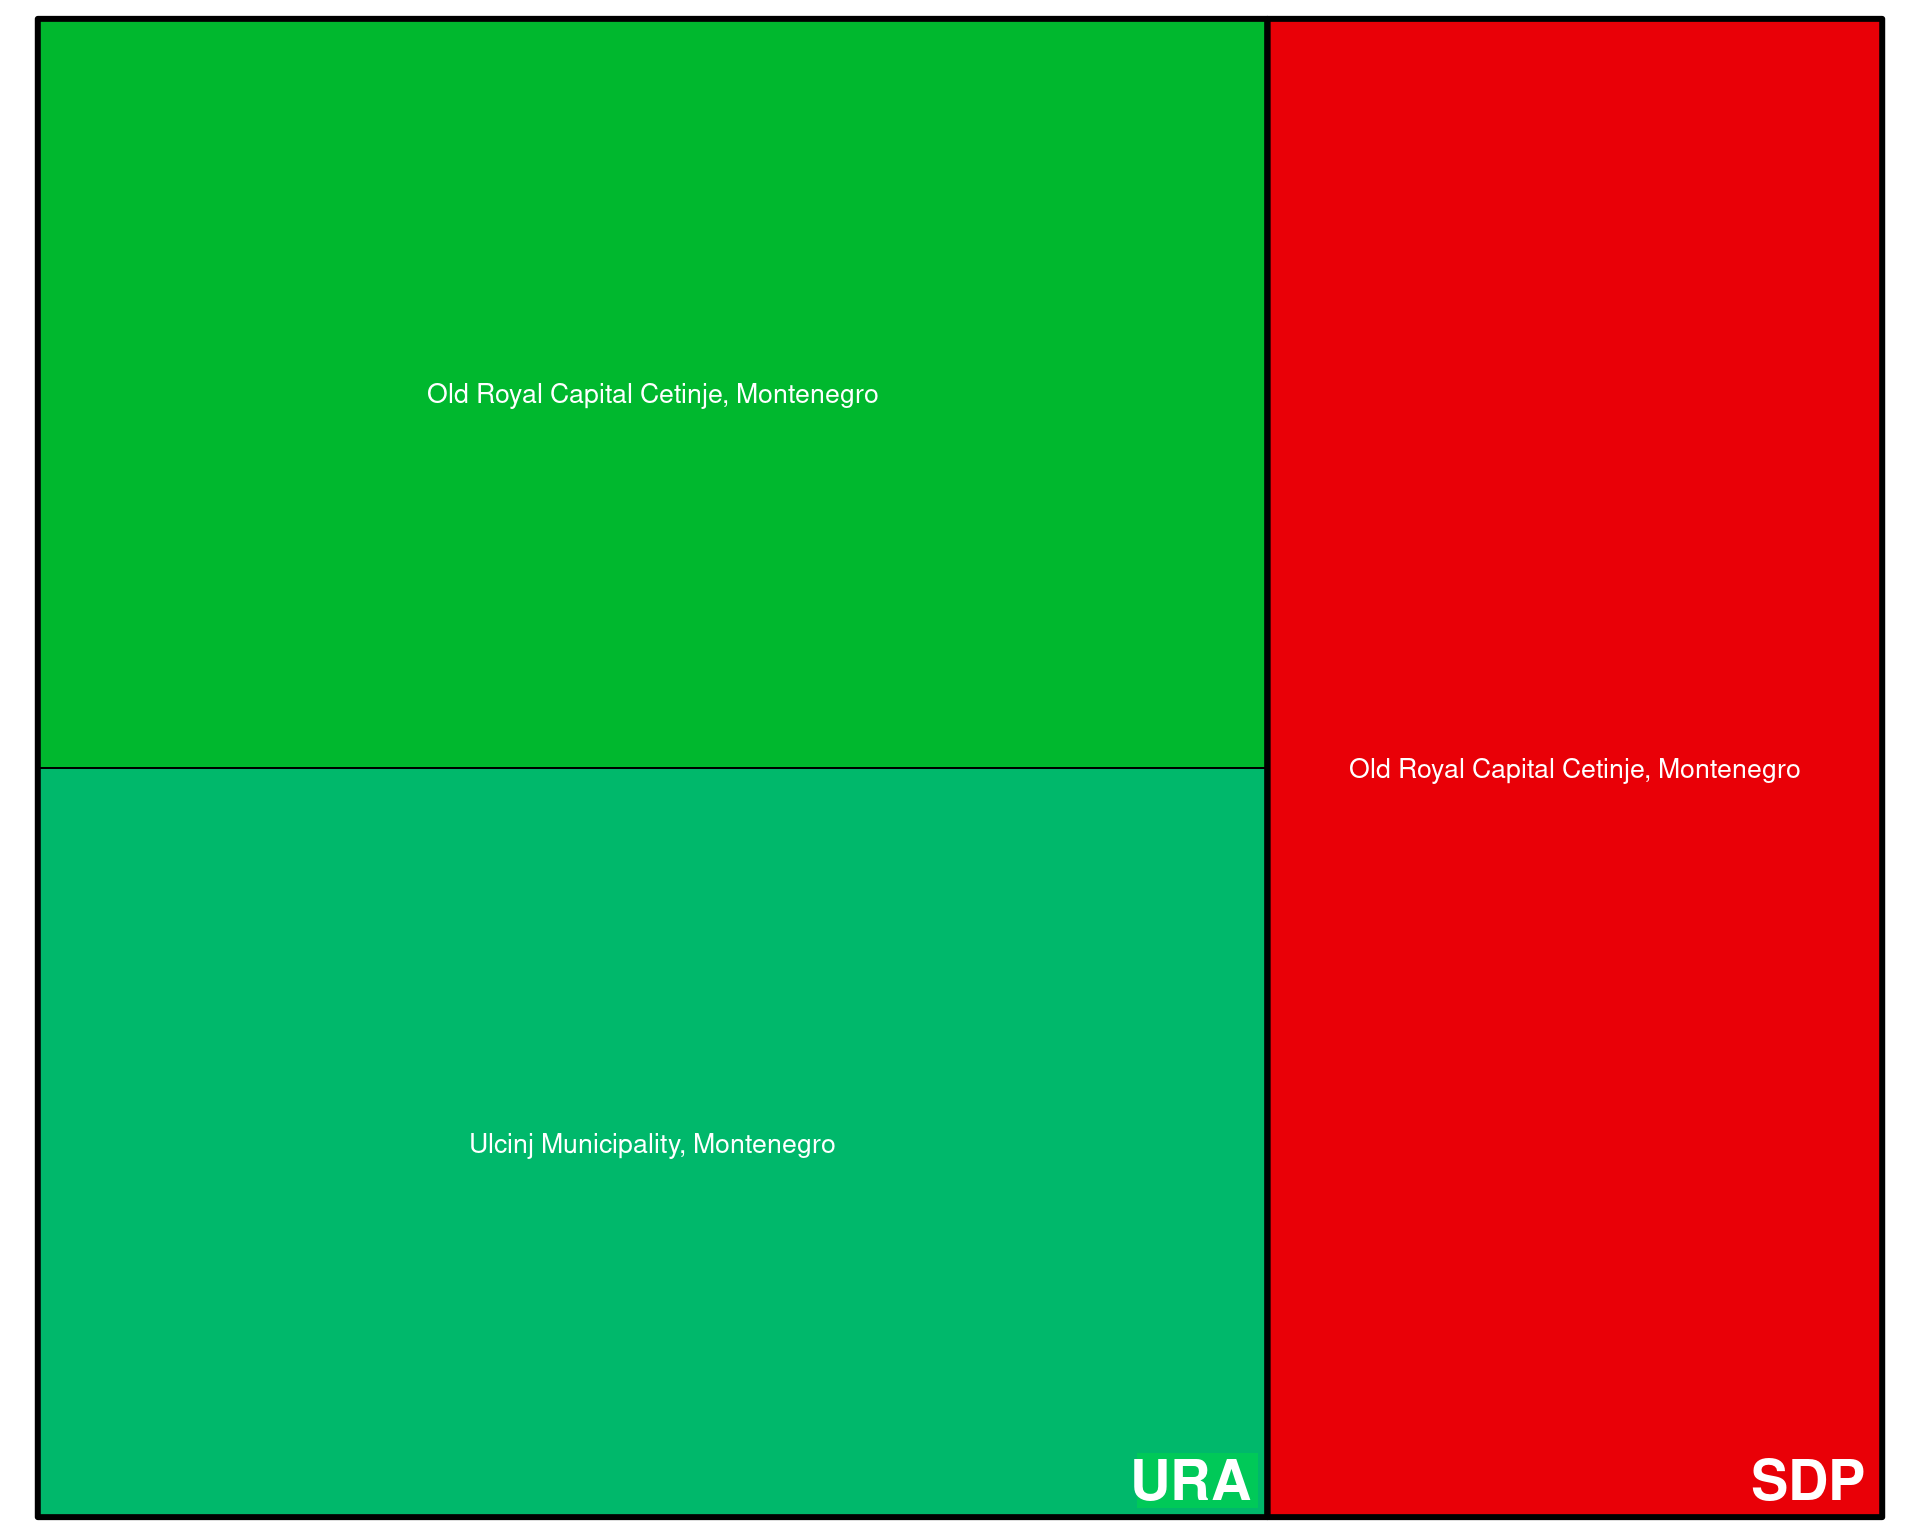 Old Royal Capital Cetinje, Montenegro
Ulcinj Municipality, Montenegro
URA
Old Royal Capital Cetinje, Montenegro
SDP